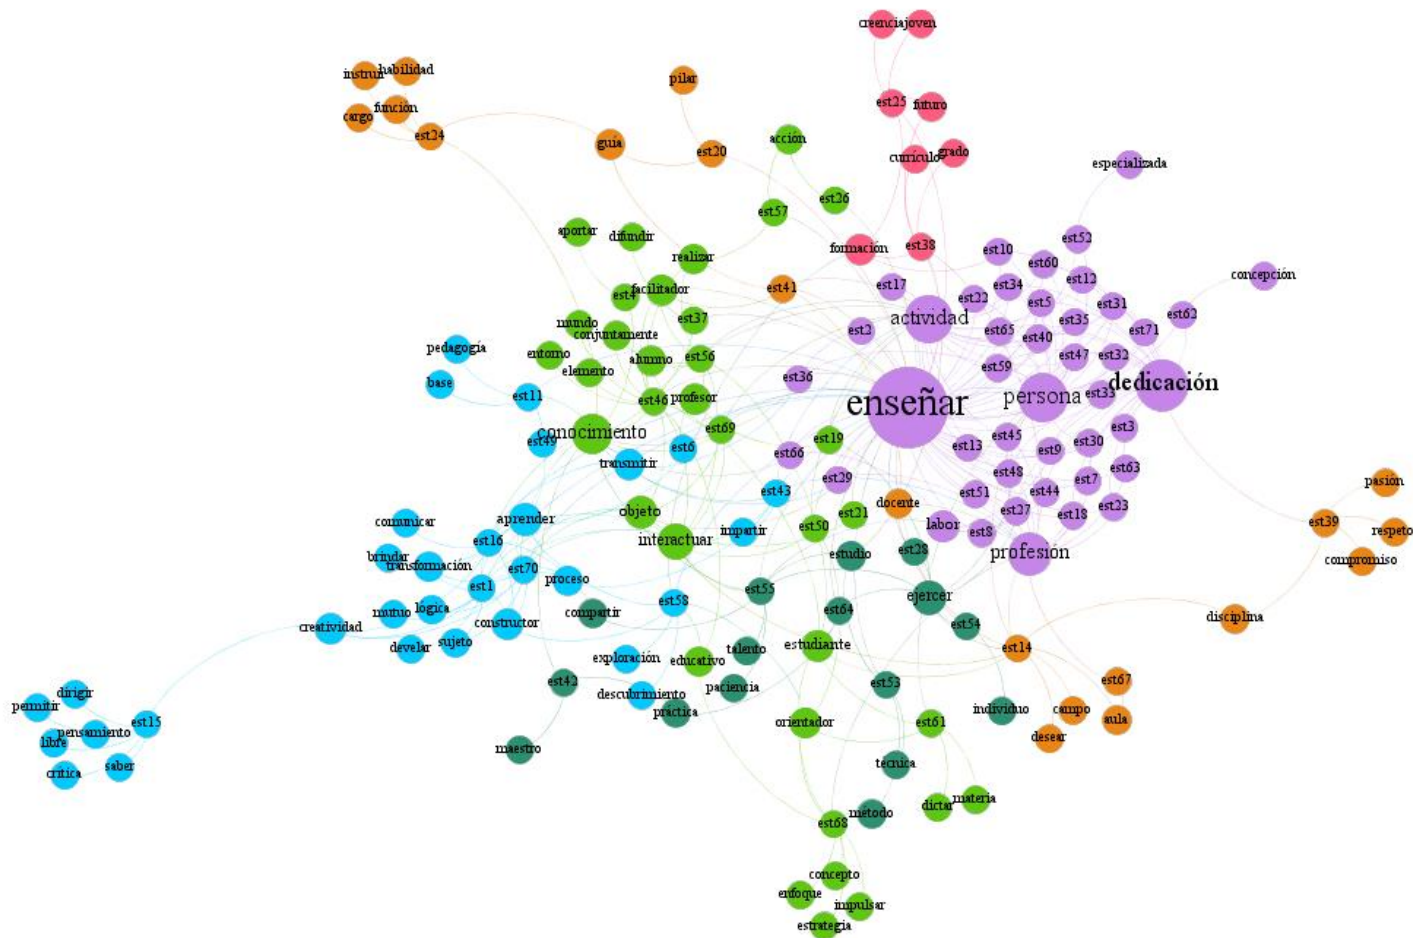 creencia
joven
instruir
habilidad
pilar
est25
futuro
función
cargo
est24
guía
est20
acción
currículo
grado
especializada
est57
est26
aportar
difundir
realizar
formación
est38
est10
est52
est60
concepción
est41
est17
est34
est12
est4
facilitador
est22
est5
est31
est62
mundo
conjuntamente
est37
est2
actividad
est65
est40
est35
est71
pedagogía
entorno
elemento
alumno
est56
est59
est47
est32
base
est11
est46
profesor
est36
enseñar
persona
est33
dedicación
est49
conocimiento
est69
est19
est13
est45
est9
est30
est3
transmitir
est6
est66
est29
est48
est7
est63
pasión
comunicar
aprender
objeto
est43
docente
est51
est44
est27
est18
est23
est39
respeto
est16
interactuar
impartir
est50
est21
labor
est8
profesión
compromiso
brindar
transformación
est70
proceso
estudio
est28
est1
est58
est55
ejercer
mutuo
lógica
compartir
est64
disciplina
creatividad
develar
sujeto
constructor
talento
estudiante
est54
est14
exploración
educativo
est42
descubrimiento
paciencia
est53
est67
dirigir
permitir
práctica
individuo
campo
aula
est15
pensamiento
libre
orientador
est61
desear
maestro
crítica
saber
técnica
método
dictar
materia
est68
concepto
enfoque
impulsar
estrategia